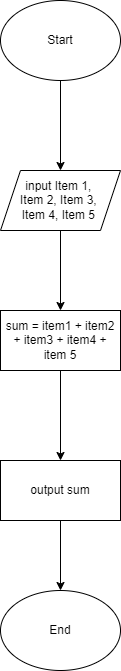 Start
input Item 1,
Item 2, Item 3,
Item 4, Item 5
sum = item1 + item2
+ item3 + item4 +
item 5
output sum
End